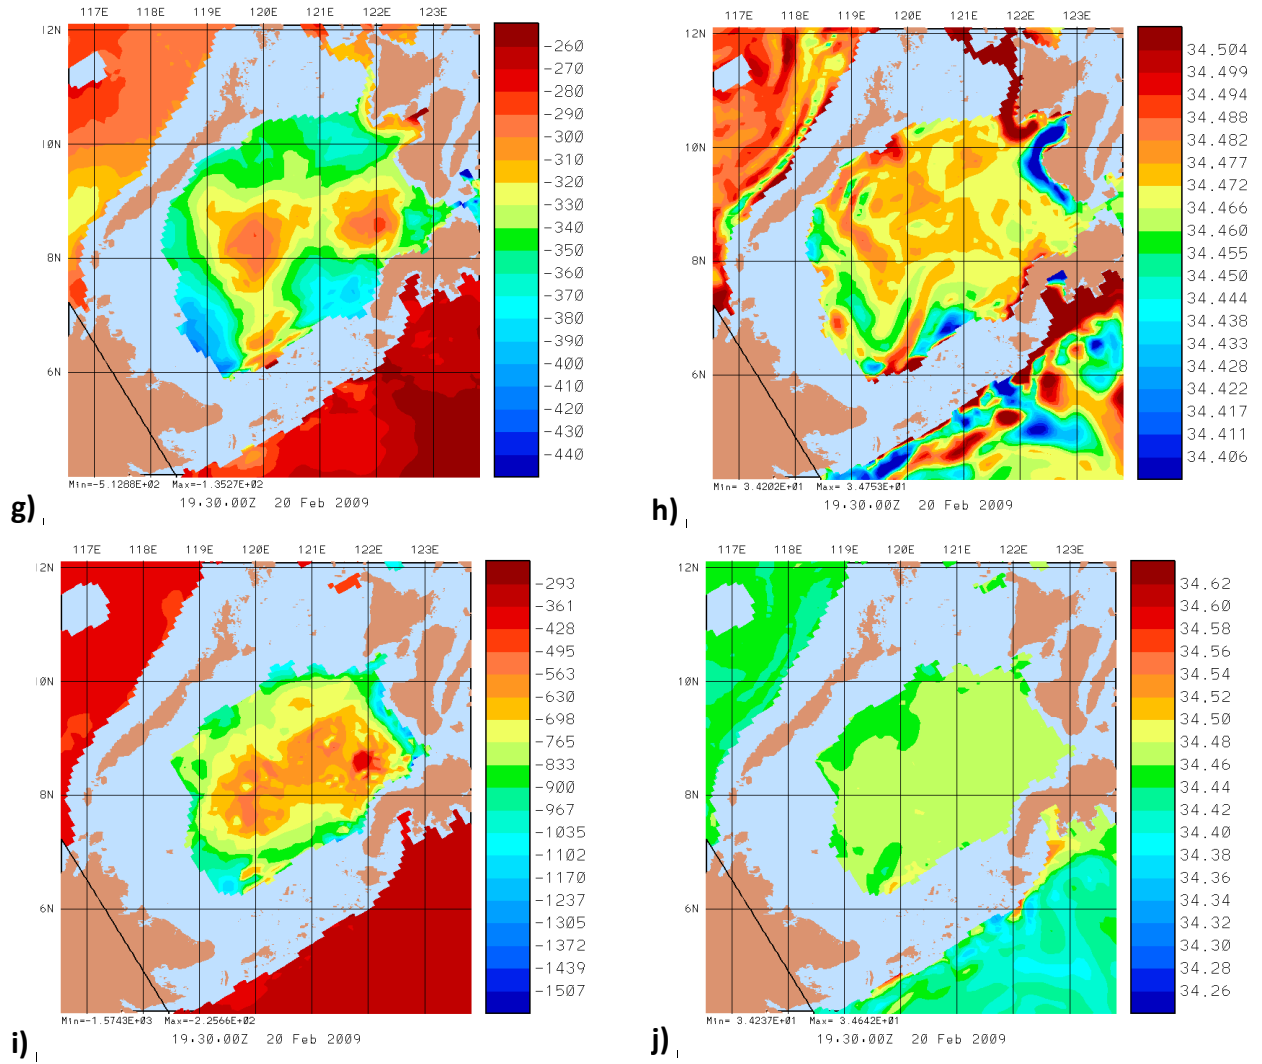 117E 118E 119E 120E 121E 122E 123E
12N
10N
8N
6N
-260
-270
-280
-290
-300
-310
-320
-330
-340
-350
-360
-370
-380
-390
-400
-410
-420
-430
-440
Min=-5.1288E+02 Max=-1.3527E+02
19:30:00Z 20 Feb 2009
g)
117E 118E 119E 120E 121E 122E 123E
12N
10N
8N
6N
34.504
34.499
34.494
34.488
34.482
34.477
34.472
34.466
34.460
34.455
34.450
34.444
34.438
34.433
34.428
34.422
34.417
34.411
34.406
Min= 3.4202E+01 Max= 3.4753E+01
19:30:00Z 20 Feb 2009
h)
117E 118E 119E 120E 121E 122E 123E
12N
10N
8N
6N
-293
-361
-428
-495
-563
-630
-698
-765
-833
-900
-967
-1035
-1102
-1170
-1237
-1305
-1372
-1439
-1507
Min=-1.5743E+03 Max=-2.2566E+02
19:30:00Z 20 Feb 2009
i)
117E 118E 119E 120E 121E 122E 123E
12N
10N
8N
6N
34.62
34.60
34.58
34.56
34.54
34.52
34.50
34.48
34.46
34.44
34.42
34.40
34.38
34.36
34.34
34.32
34.30
34.28
34.26
Min= 3.4237E+01 Max= 3.4642E+01
19:30:00Z 20 Feb 2009
j)